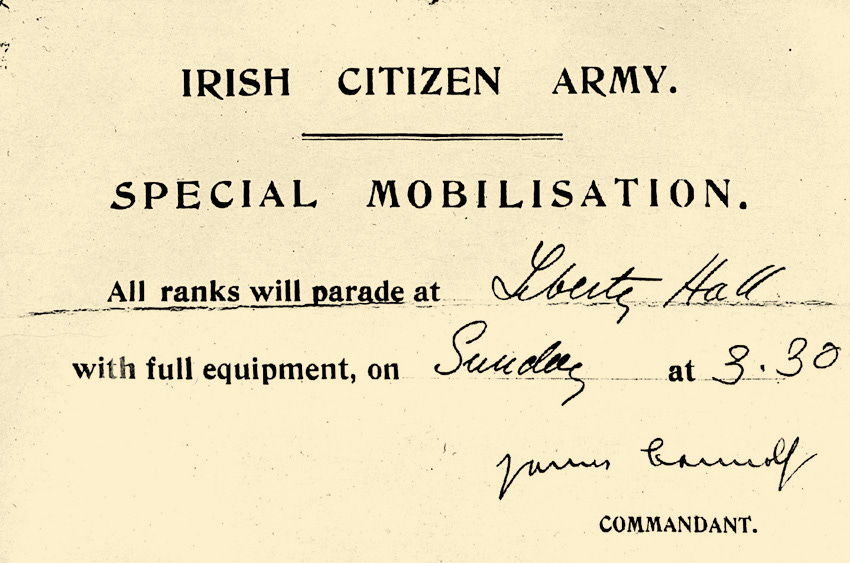 IRISH CITIZEN ARMY.
SPECIAL MOBILISATION.
All ranks will parade at Liberty Hall
with full equipment, on Sunday at 3.30
James Connolly
COMMANDANT.